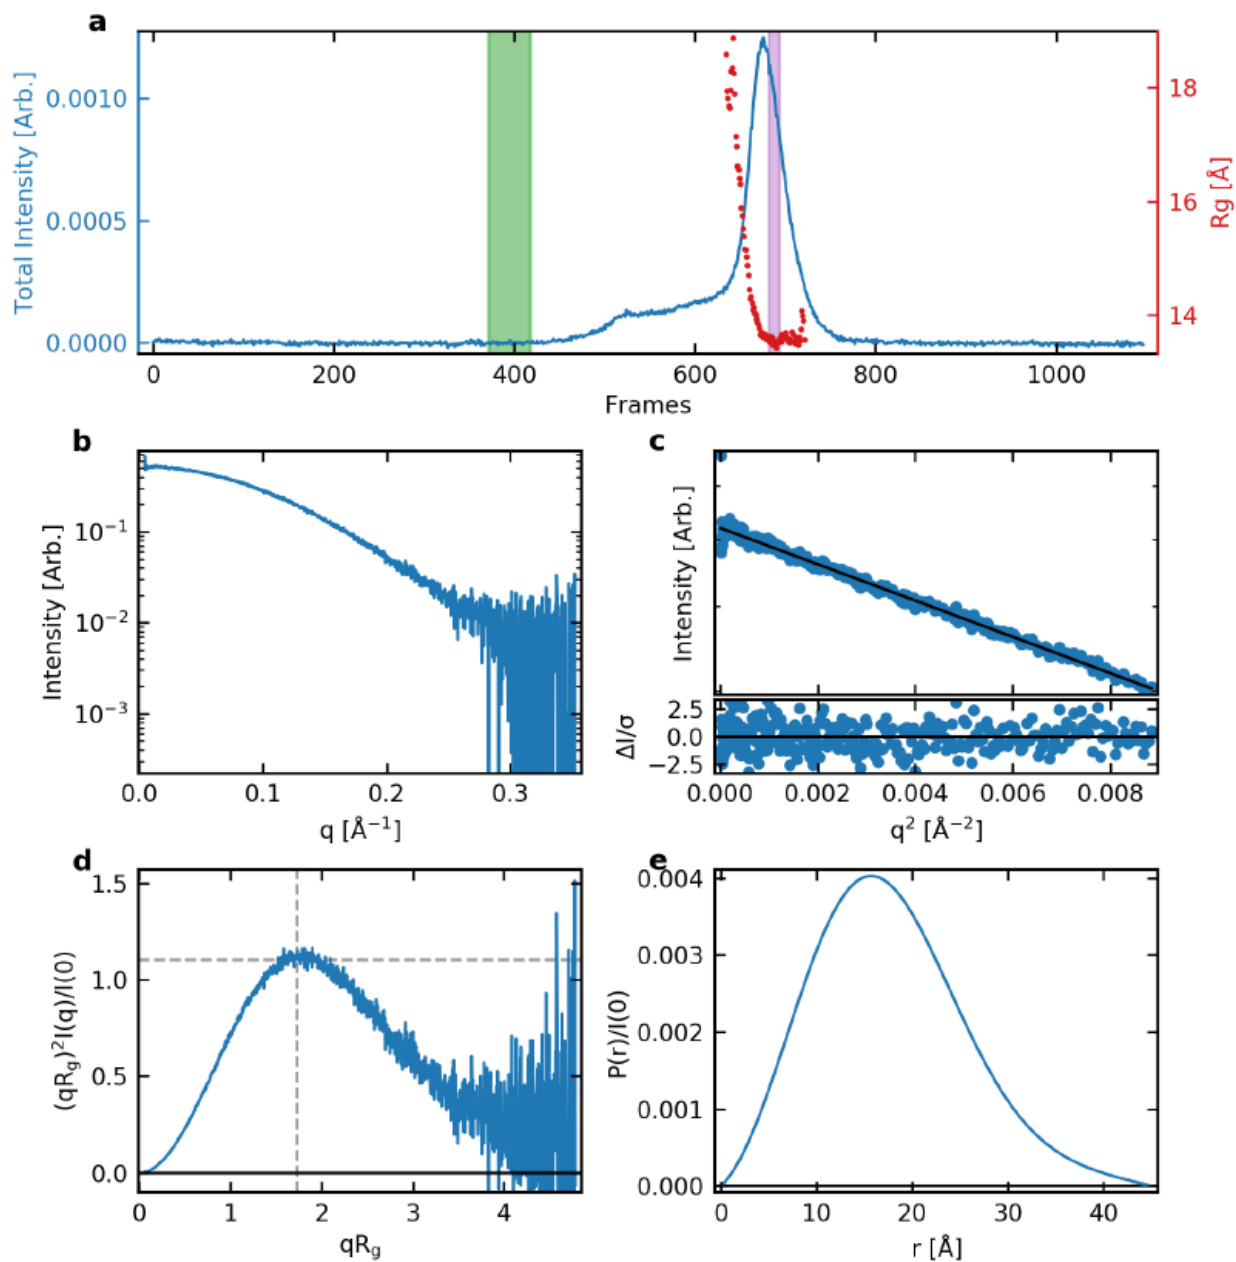 a
Total Intensity [Arb.]
0.0010
0.0005
0.0000
18
16
14
Rg [Å]
0 200 400 600 800 1000
Frames
b
Intensity [Arb.]
10⁻¹
10⁻²
10⁻³
0.0 0.1 0.2 0.3
q [Å⁻¹]
c
Intensity [Arb.]
ΔI/σ
2.5
0.0
−2.5
0.000 0.002 0.004 0.006 0.008
q² [Å⁻²]
d
(qRg)²I(q)/I(0)
1.5
1.0
0.5
0.0
0 1 2 3 4
qRg
e
P(r)/I(0)
0.004
0.003
0.002
0.001
0.000
0 10 20 30 40
r [Å]